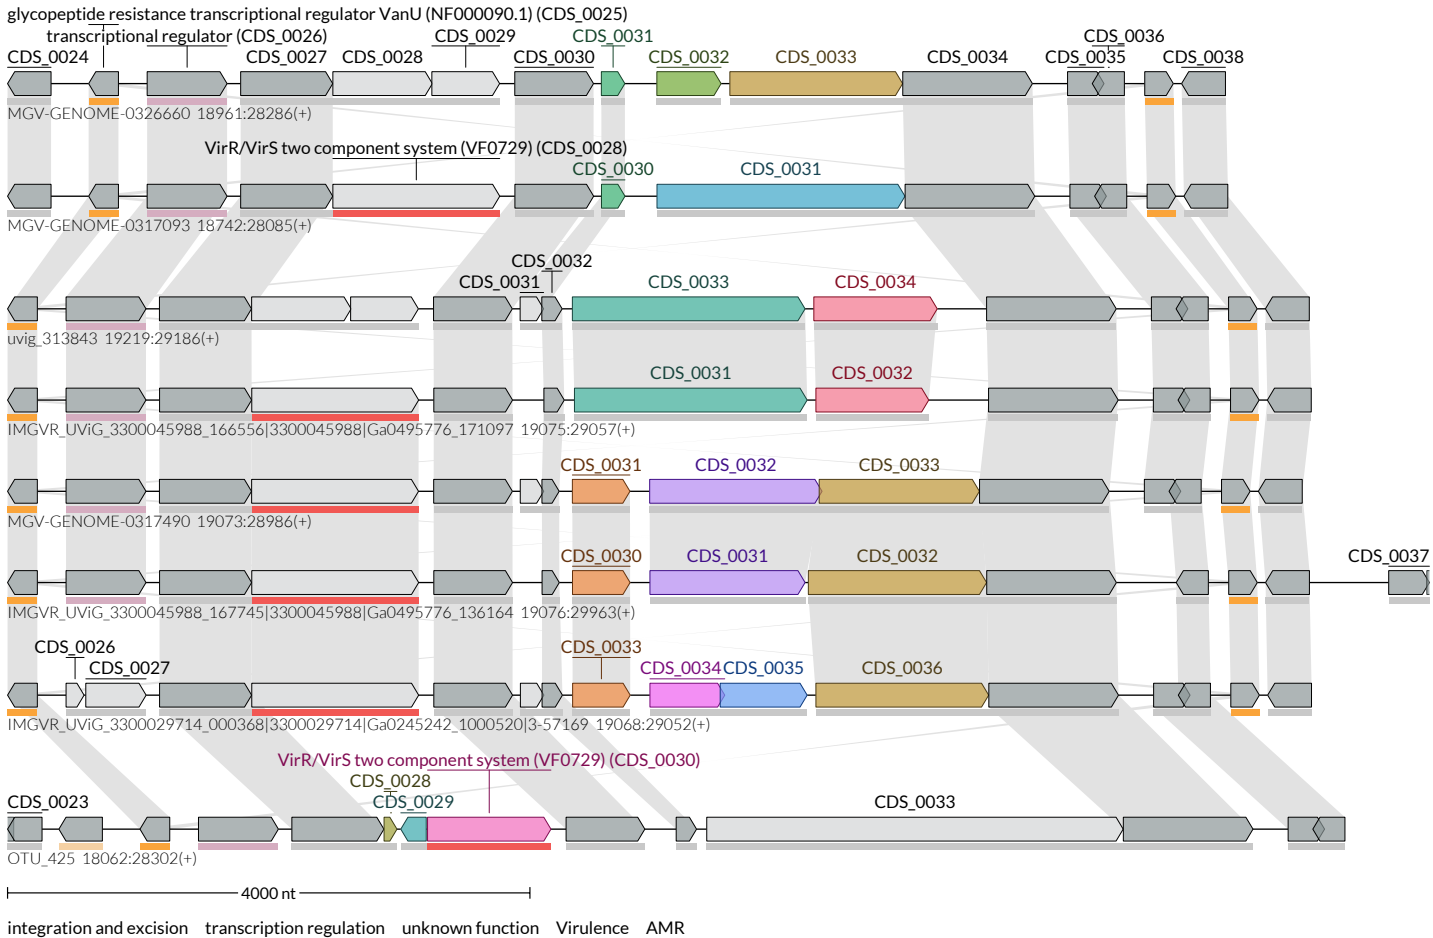 glycopeptide resistance transcriptional regulator VanU (NF000090.1) (CDS_0025)
transcriptional regulator (CDS_0026) CDS_0029 CDS_0031 CDS_0036
CDS_0024 CDS_0027 CDS_0028 CDS_0030 CDS_0032 CDS_0033 CDS_0034 CDS_0035 CDS_0038
MGV-GENOME-0326660 18961:28286(+)
VirR/VirS two component system (VF0729) (CDS_0028)
CDS_0030 CDS_0031
MGV-GENOME-0317093 18742:28085(+)
CDS_0032
CDS_0031 CDS_0033 CDS_0034
uvig_313843 19219:29186(+)
CDS_0031 CDS_0032
IMGVR_UViG_3300045988_166556|3300045988|Ga0495776_171097 19075:29057(+)
CDS_0031 CDS_0032 CDS_0033
MGV-GENOME-0317490 19073:28986(+)
CDS_0030 CDS_0031 CDS_0032 CDS_0037
IMGVR_UViG_3300045988_167745|3300045988|Ga0495776_136164 19076:29963(+)
CDS_0026 CDS_0033
CDS_0027 CDS_0034 CDS_0035 CDS_0036
IMGVR_UViG_3300029714_000368|3300029714|Ga0245242_1000520|3-57169 19068:29052(+)
VirR/VirS two component system (VF0729) (CDS_0030)
CDS_0028
CDS_0023 CDS_0029 CDS_0033
OTU_425 18062:28302(+)
4000 nt
integration and excision transcription regulation unknown function Virulence AMR